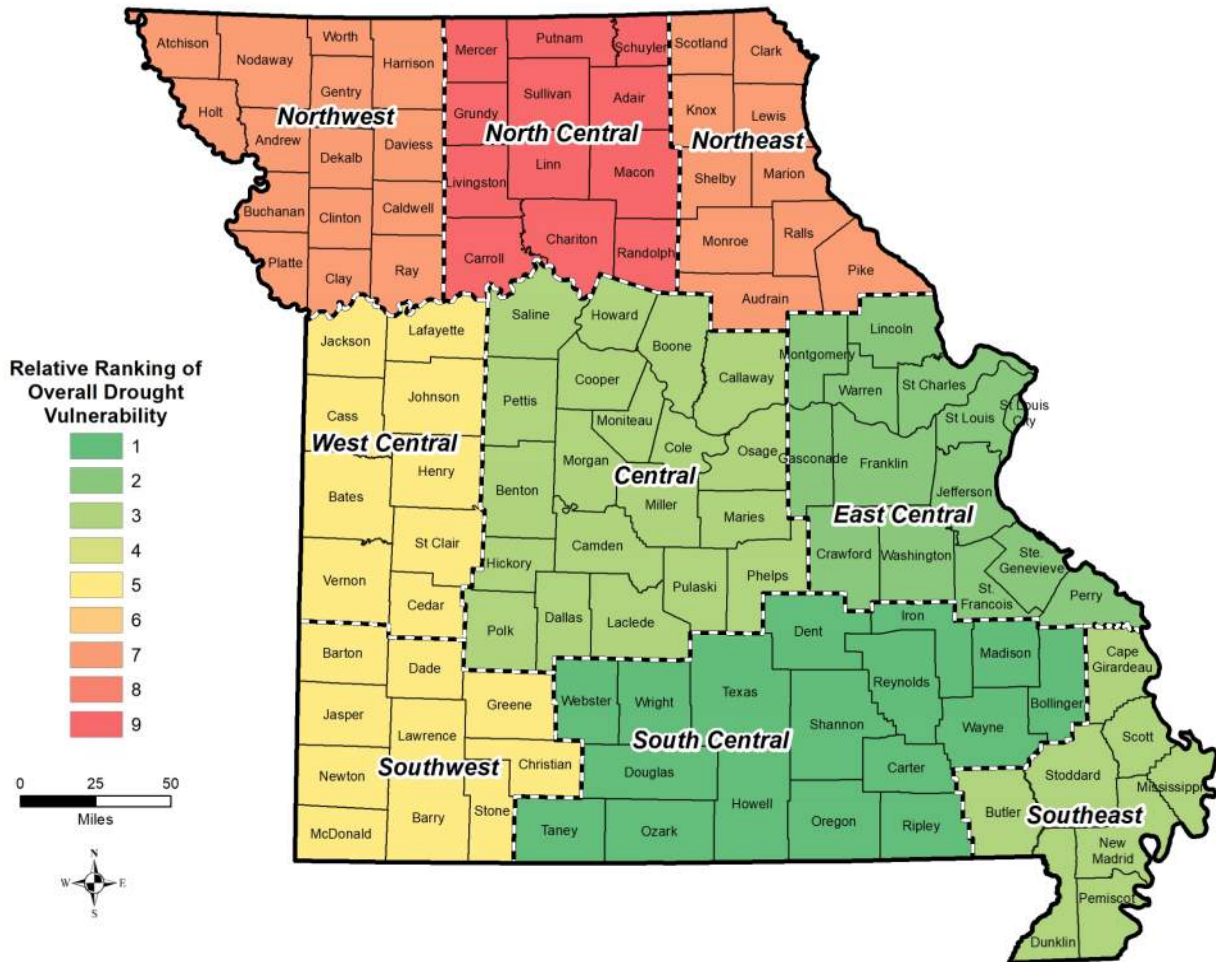 Atchison
Nodaway
Worth
Harrison
Gentry
Holt
Andrew
Dekalb
Daviess
Buchanan
Clinton
Caldwell
Platte
Clay
Ray
Northwest
Mercer
Putnam
Schuyler
Sullivan
Adair
Grundy
Linn
Macon
Livingston
Chariton
Carroll
Randolph
North Central
Scotland
Clark
Knox
Lewis
Shelby
Marion
Monroe
Ralls
Pike
Audrain
Northeast
Jackson
Lafayette
Cass
Johnson
Henry
Bates
St Clair
Vernon
Cedar
West Central
Saline
Howard
Boone
Cooper
Callaway
Pettis
Moniteau
Cole
Osage
Morgan
Benton
Miller
Maries
Camden
Hickory
Pulaski
Phelps
Polk
Dallas
Laclede
Central
Lincoln
Montgomery
Warren
St Charles
St Louis
St Louis
City
Gasconade
Franklin
Jefferson
Crawford
Washington
Ste.
Genevieve
St.
Francois
Perry
East Central
Barton
Dade
Jasper
Greene
Lawrence
Newton
Christian
McDonald
Barry
Stone
Southwest
Dent
Iron
Madison
Webster
Wright
Texas
Reynolds
Bollinger
Shannon
Wayne
Douglas
Carter
Howell
Taney
Ozark
Oregon
Ripley
South Central
Cape
Girardeau
Scott
Stoddard
Mississippi
Butler
New
Madrid
Pemiscot
Dunklin
Southeast
Relative Ranking of
Overall Drought
Vulnerability
1
2
3
4
5
6
7
8
9
0 25 50
Miles
N
W E
S